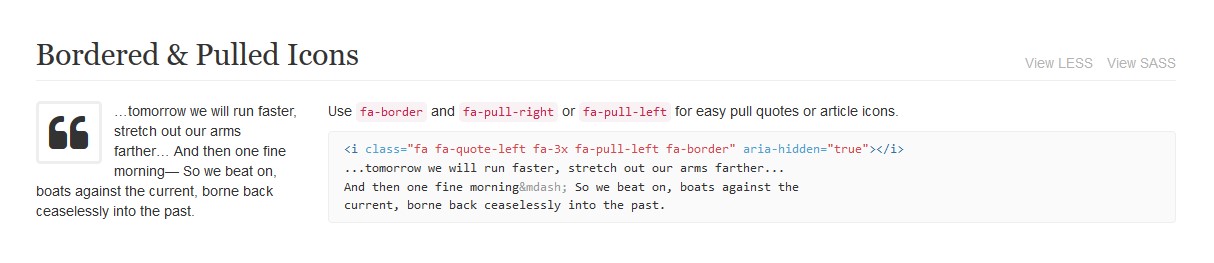 Bordered & Pulled Icons
View LESS View SASS
…tomorrow we will run faster,
stretch out our arms
farther… And then one fine
morning— So we beat on,
boats against the current, borne back
ceaselessly into the past.
Use fa-border and fa-pull-right or fa-pull-left for easy pull quotes or article icons.
<i class="fa fa-quote-left fa-3x fa-pull-left fa-border" aria-hidden="true"></i>
...tomorrow we will run faster, stretch out our arms farther...
And then one fine morning&mdash; So we beat on, boats against the
current, borne back ceaselessly into the past.